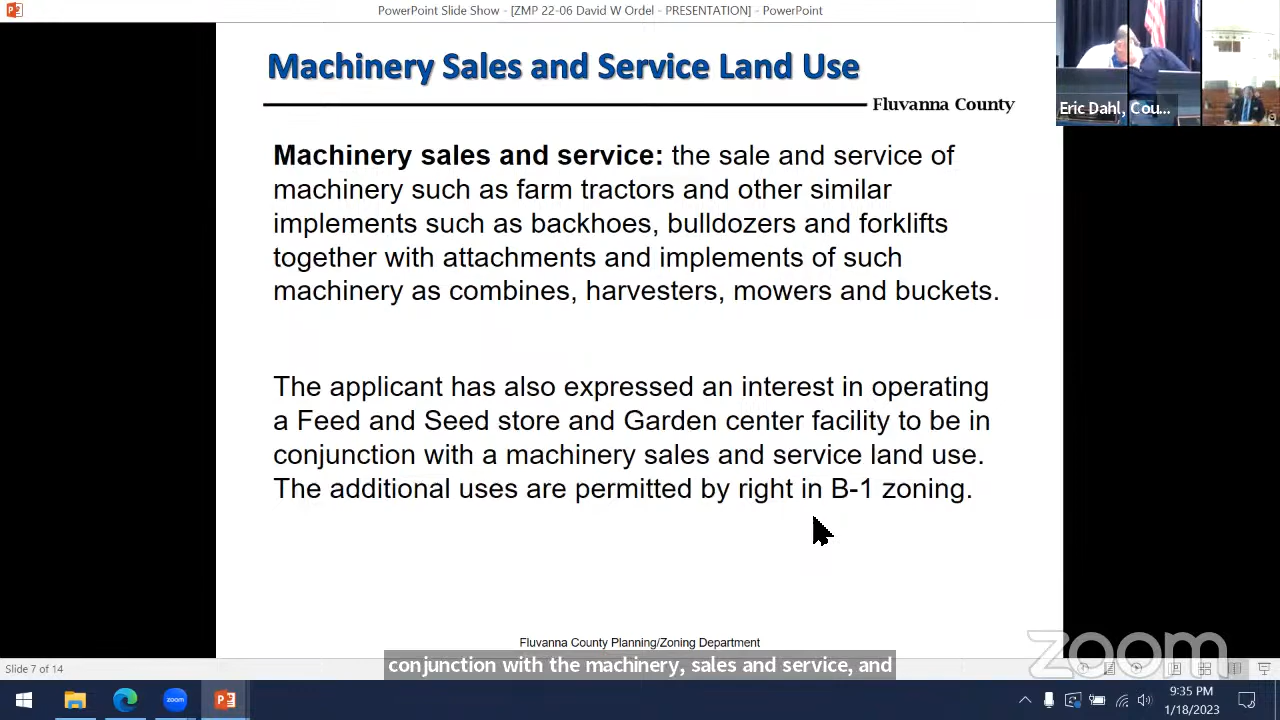 PowerPoint Slide Show - [ZMP 22-06 David W Ordel - PRESENTATION] - PowerPoint
Machinery Sales and Service Land Use
Fluvanna County
Eric Dahl, Cou...
Machinery sales and service: the sale and service of
machinery such as farm tractors and other similar
implements such as backhoes, bulldozers and forklifts
together with attachments and implements of such
machinery as combines, harvesters, mowers and buckets.
The applicant has also expressed an interest in operating
a Feed and Seed store and Garden center facility to be in
conjunction with a machinery sales and service land use.
The additional uses are permitted by right in B-1 zoning.
Fluvanna County Planning/Zoning Department
conjunction with the machinery, sales and service, and
zoom
Slide 7 of 14
zoom
9:35 PM
1/18/2023